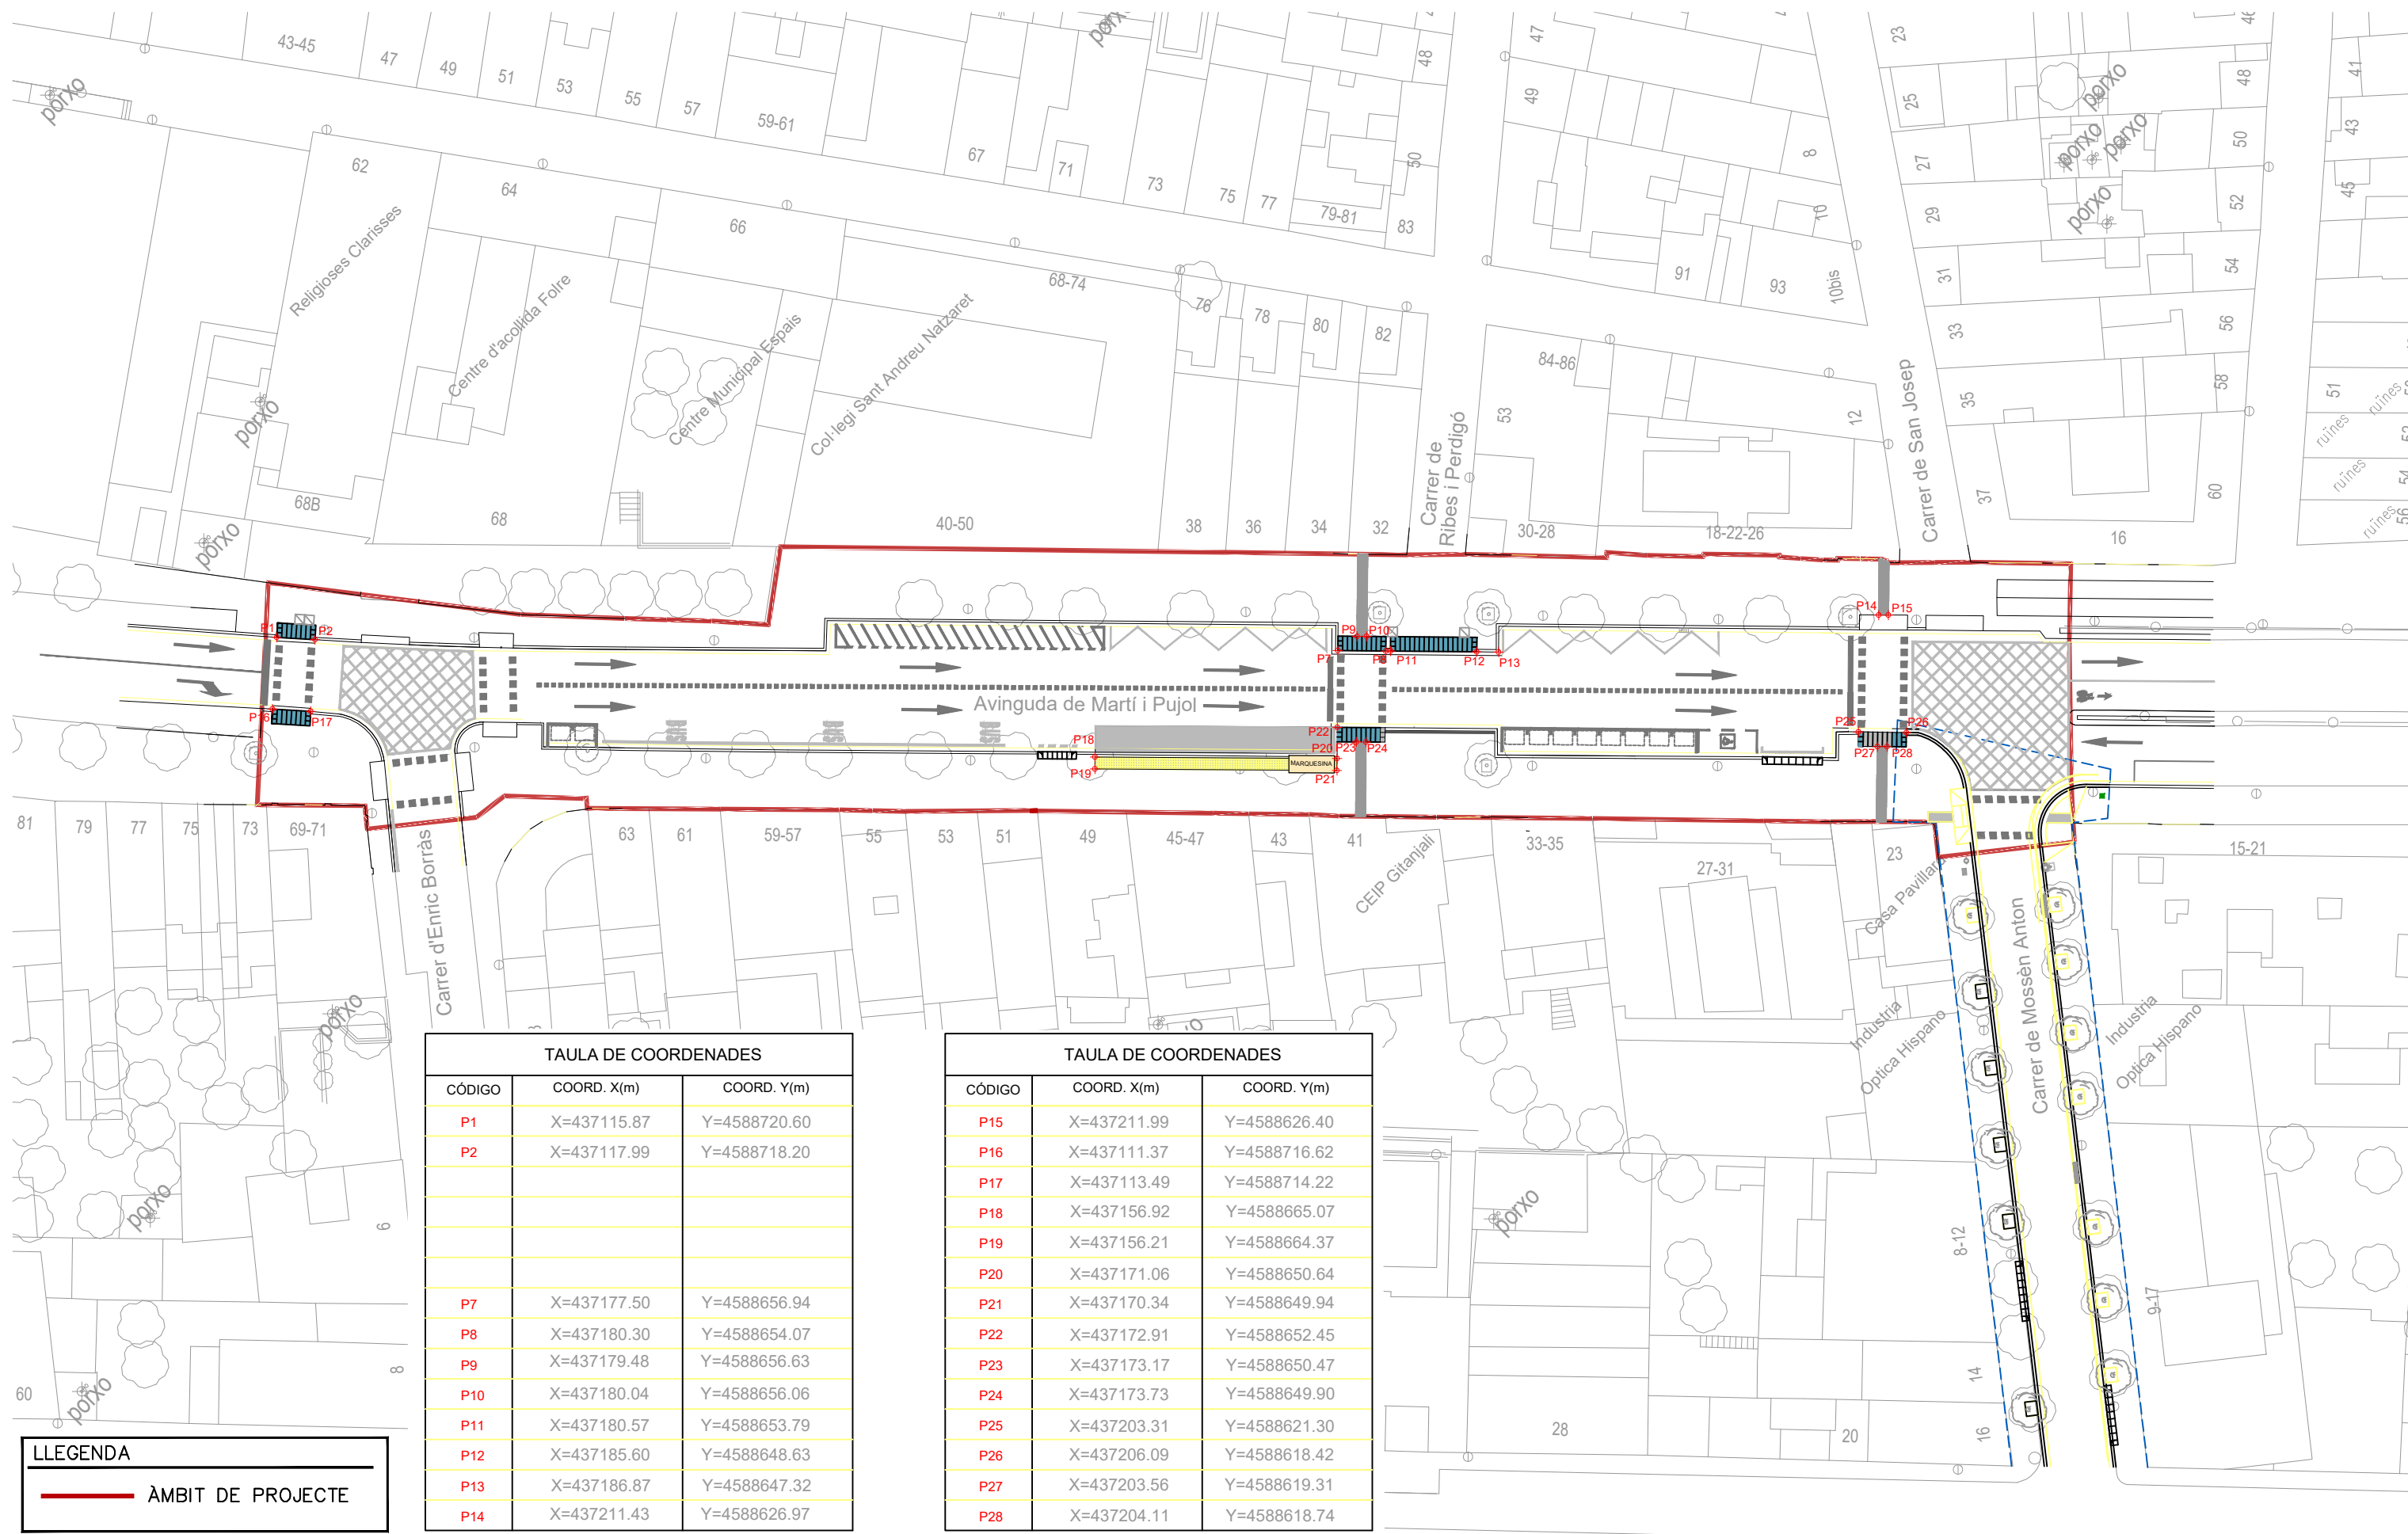 43-45
47
49
51
53
55
57
59-61
67
71
73
75
77
79-81
83
48
50
47
49
8
10
10bis
91
93
23
25
27
29
31
33
35
37
48
50
52
54
56
58
60
41
43
45
51
porxo
porxo
porxo
porxo
porxo
porxo
porxo
62
64
66
68-74
76
78
80
82
84-86
53
12
Religioses Clarisses
Centre d'acollida Folre
Centre Municipal Espais
Col·legi Sant Andreu Natzaret
Carrer de
Ribes i Perdigó
Carrer de San Josep
ruïnes
ruïnes
ruïnes
ruïnes
54
56
68B
68
40-50
38
36
34
32
30-28
18-22-26
16
P1
P2
P9
P10
P7
P8
P11
P12
P13
P14
P15
Avinguda de Martí i Pujol
P16
P17
P18
P19
P20
P21
P22
P23
P24
P25
P26
P27
P28
MARQUESINA
BUS
BUS
BUS
81
79
77
75
73
69-71
63
61
59-57
55
53
51
49
45-47
43
41
33-35
27-31
23
15-21
Carrer d'Enric Borràs
CEIP Gitanjali
Casa Pavillard
Industria
Optica Hispano
Carrer de Mossèn Anton
Industria
Optica Hispano
porxo
porxo
porxo
porxo
6
8
60
28
20
8-12
14
16
9-17
TAULA DE COORDENADES
CÓDIGO COORD. X(m) COORD. Y(m)
P1 X=437115.87 Y=4588720.60
P2 X=437117.99 Y=4588718.20
P7 X=437177.50 Y=4588656.94
P8 X=437180.30 Y=4588654.07
P9 X=437179.48 Y=4588656.63
P10 X=437180.04 Y=4588656.06
P11 X=437180.57 Y=4588653.79
P12 X=437185.60 Y=4588648.63
P13 X=437186.87 Y=4588647.32
P14 X=437211.43 Y=4588626.97
TAULA DE COORDENADES
CÓDIGO COORD. X(m) COORD. Y(m)
P15 X=437211.99 Y=4588626.40
P16 X=437111.37 Y=4588716.62
P17 X=437113.49 Y=4588714.22
P18 X=437156.92 Y=4588665.07
P19 X=437156.21 Y=4588664.37
P20 X=437171.06 Y=4588650.64
P21 X=437170.34 Y=4588649.94
P22 X=437172.91 Y=4588652.45
P23 X=437173.17 Y=4588650.47
P24 X=437173.73 Y=4588649.90
P25 X=437203.31 Y=4588621.30
P26 X=437206.09 Y=4588618.42
P27 X=437203.56 Y=4588619.31
P28 X=437204.11 Y=4588618.74
LLEGENDA
ÀMBIT DE PROJECTE